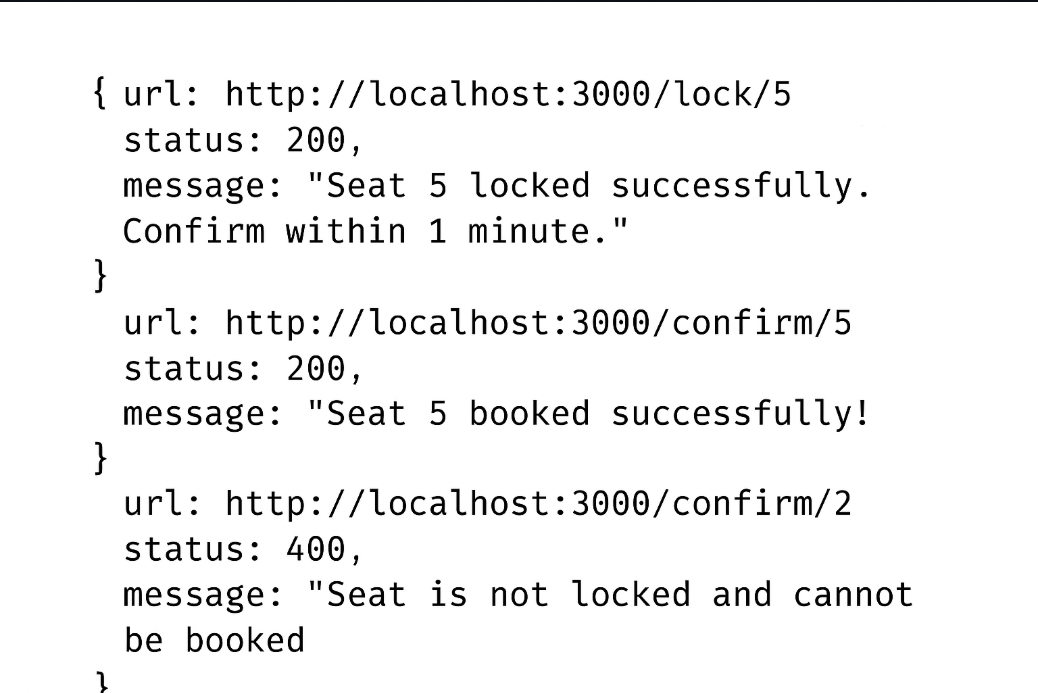 { url: http://localhost:3000/lock/5
status: 200,
message: "Seat 5 locked successfully.
Confirm within 1 minute."
}
url: http://localhost:3000/confirm/5
status: 200,
message: "Seat 5 booked successfully!
}
url: http://localhost:3000/confirm/2
status: 400,
message: "Seat is not locked and cannot
be booked
}